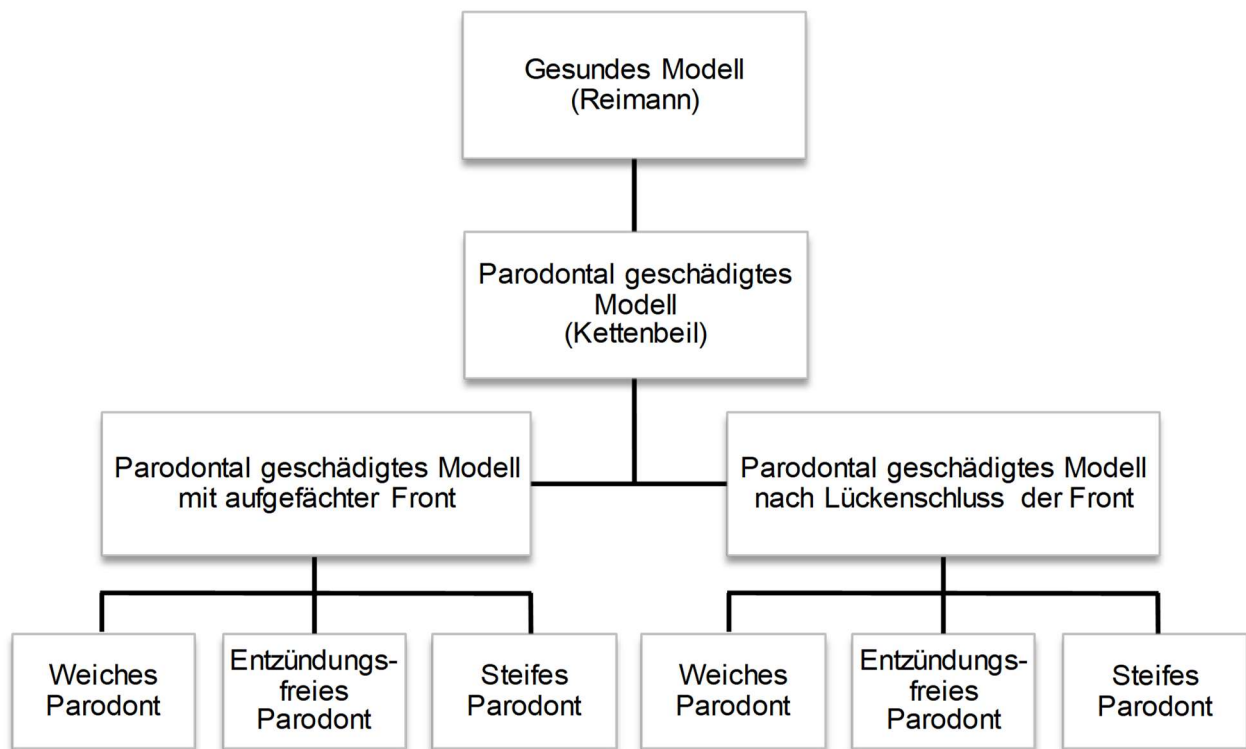 Gesundes Modell
(Reimann)
Parodontal geschädigtes
Modell
(Kettenbeil)
Parodontal geschädigtes Modell
mit aufgefächter Front
Parodontal geschädigtes Modell
nach Lückenschluss der Front
Weiches
Parodont
Entzündungs-
freies
Parodont
Steifes
Parodont
Weiches
Parodont
Entzündungs-
freies
Parodont
Steifes
Parodont